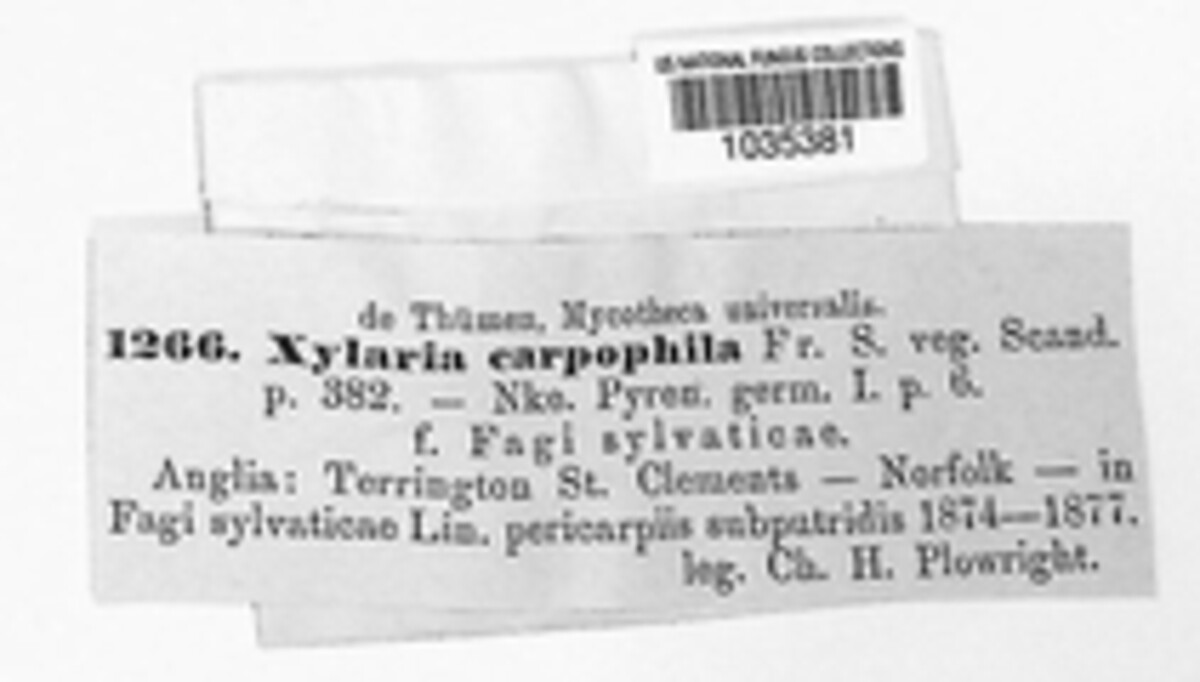 US NATIONAL FUNGUS COLLECTIONS
1035381
de Thümen, Mycotheca universalis.
1266. Xylaria carpophila Fr. S. veg. Scand.
p. 382. — Nke. Pyren. germ. I. p. 6.
f. Fagi sylvaticae.
Anglia: Terrington St. Clements — Norfolk — in
Fagi sylvaticae Lin. pericarpiis subputridis 1874—1877.
leg. Ch. H. Plowright.